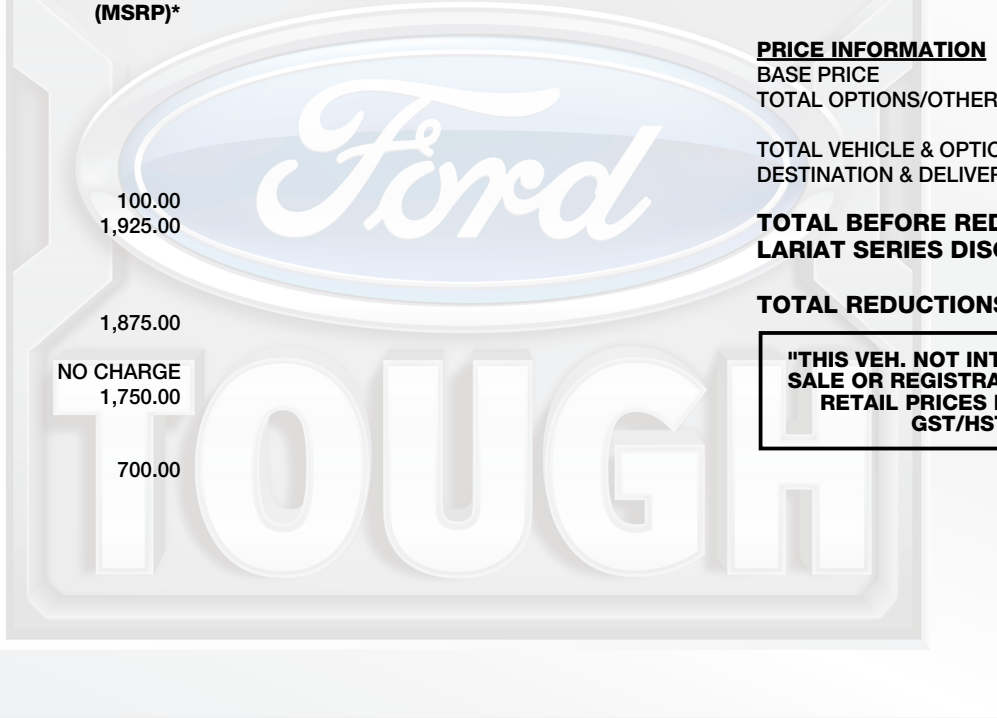 (MSRP)*
100.00
1,925.00
1,875.00
NO CHARGE
1,750.00
700.00
Ford
TOUGH
PRICE INFORMATION
BASE PRICE
TOTAL OPTIONS/OTHER
TOTAL VEHICLE & OPTIO
DESTINATION & DELIVER
TOTAL BEFORE RED
LARIAT SERIES DISC
TOTAL REDUCTIONS
"THIS VEH. NOT INT
SALE OR REGISTRA
RETAIL PRICES
GST/HST